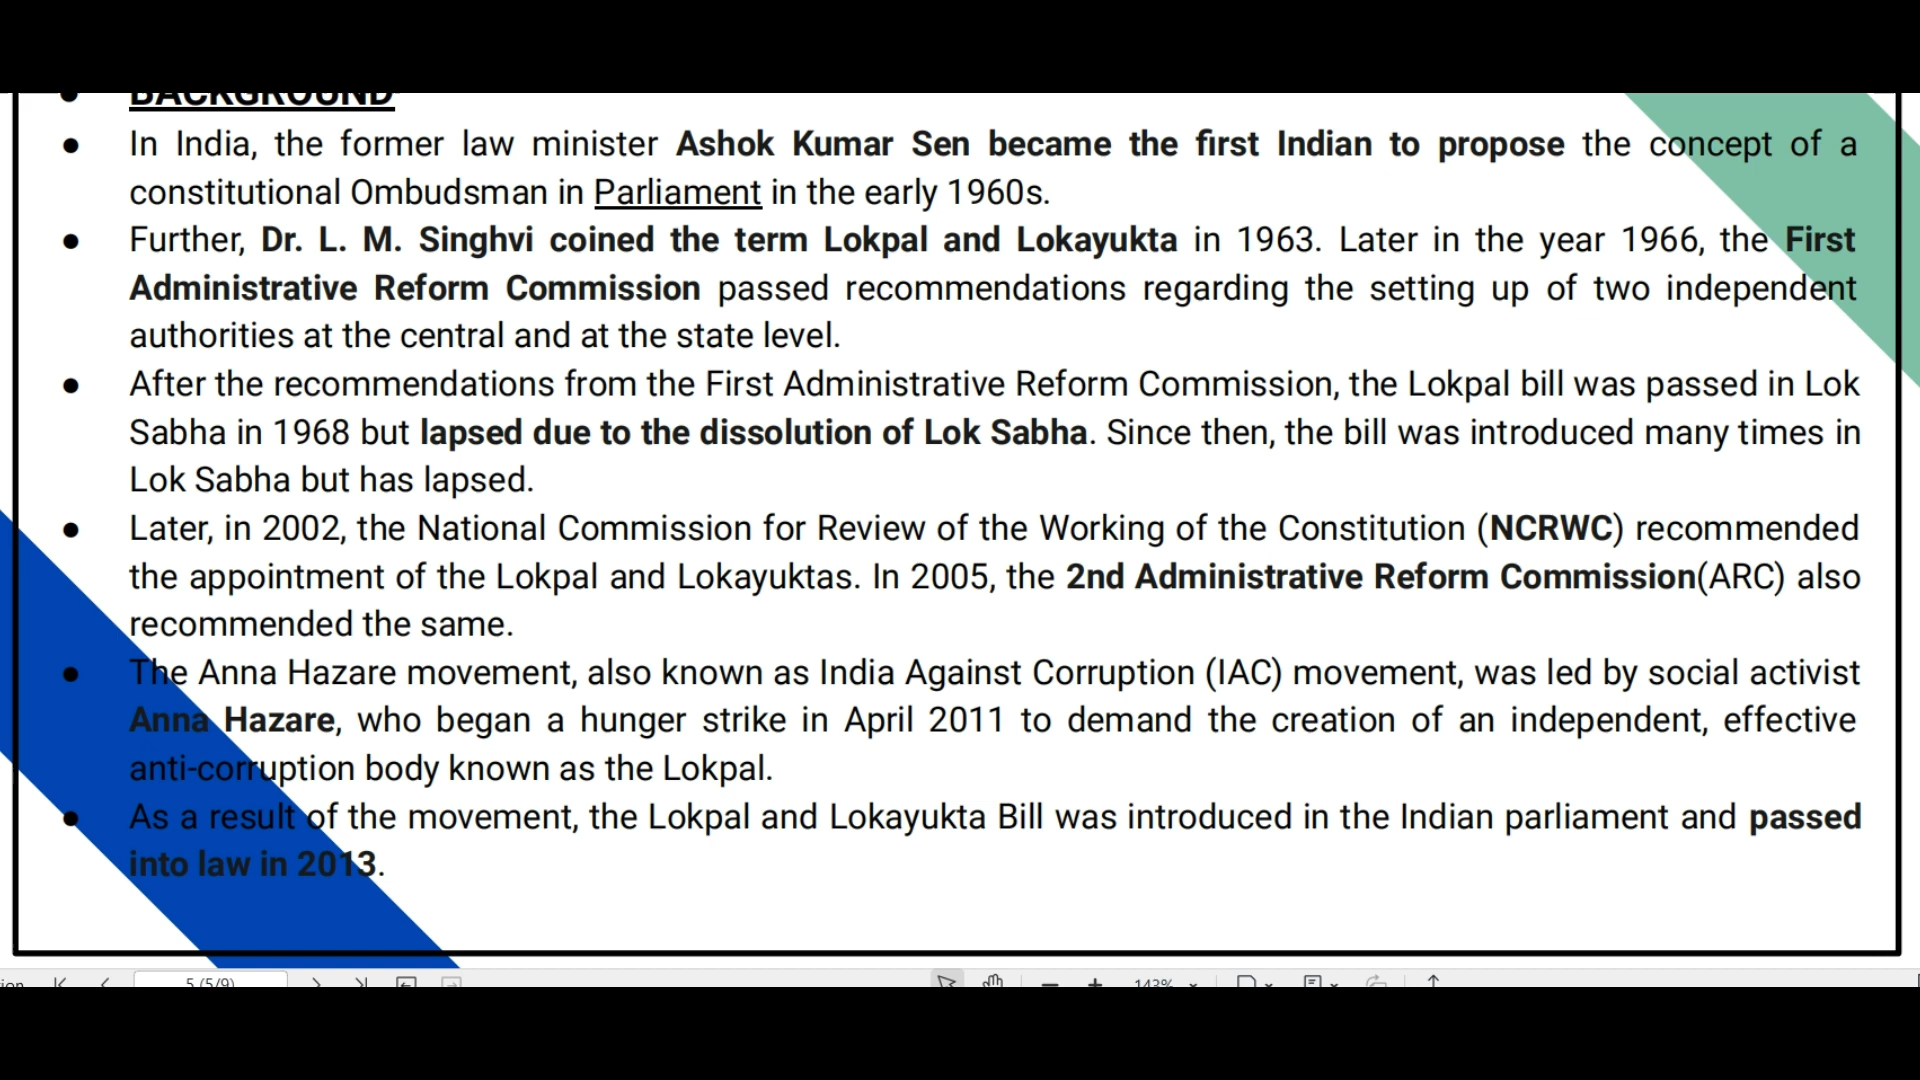 ● BACKGROUND
● In India, the former law minister Ashok Kumar Sen became the first Indian to propose the concept of a
constitutional Ombudsman in Parliament in the early 1960s.
● Further, Dr. L. M. Singhvi coined the term Lokpal and Lokayukta in 1963. Later in the year 1966, the First
Administrative Reform Commission passed recommendations regarding the setting up of two independent
authorities at the central and at the state level.
● After the recommendations from the First Administrative Reform Commission, the Lokpal bill was passed in Lok
Sabha in 1968 but lapsed due to the dissolution of Lok Sabha. Since then, the bill was introduced many times in
Lok Sabha but has lapsed.
● Later, in 2002, the National Commission for Review of the Working of the Constitution (NCRWC) recommended
the appointment of the Lokpal and Lokayuktas. In 2005, the 2nd Administrative Reform Commission(ARC) also
recommended the same.
● The Anna Hazare movement, also known as India Against Corruption (IAC) movement, was led by social activist
Anna Hazare, who began a hunger strike in April 2011 to demand the creation of an independent, effective
anti-corruption body known as the Lokpal.
● As a result of the movement, the Lokpal and Lokayukta Bill was introduced in the Indian parliament and passed
into law in 2013.
5 (5/9) 143%